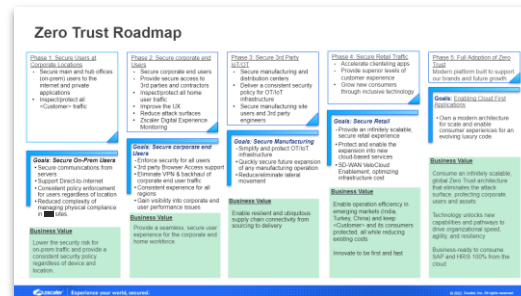 Zero Trust Roadmap
Phase 1: Secure Users at
Corporate Locations
• Secure main and hub offices
(on-prem) users to the
internet and private
applications
• Inspect/protect all
<Customer> traffic
Goals: Secure On-Prem Users
• Secure communications from
servers
• Support Direct-to-internet
• Consistent policy enforcement
for users regardless of location
• Reduced complexity of
managing physical compliance
in sites.
Business Value
Lower the security risk for
on-prem traffic and provide a
consistent security policy
regardless of device and
location.
Phase 2: Secure corporate end
Users
• Secure corporate end users
• Provide secure access to
3rd parties and contractors
• Inspect/protect all home
user traffic
• Improve the UX
• Reduce attack surfaces
• Zscaler Digital Experience
Monitoring
Goals: Secure corporate end
Users
• Enforce security for all users
• 3rd party Browser Access support
• Eliminate VPN & backhaul of
corporate end user traffic
• Consistent experience for all
regions
• Gain visibility into corporate end
user performance issues
Business Value
Provide a seamless, secure user
experience for the corporate and
home workforce.
Phase 3: Secure 3rd Party
IoT/OT
• Secure manufacturing and
distribution centers
• Deliver a consistent security
policy for OT/IoT
infrastructure
• Secure manufacturing site
users and 3rd party
engineers
Goals: Secure Manufacturing
• Simplify and protect OT/IoT
infrastructure
• Quickly secure future expansion
of any manufacturing operation
• Reduce/eliminate lateral
movement
Business Value
Enable resilient and ubiquitous
supply chain connectivity from
sourcing to delivery
Phase 4: Secure Retail Traffic
• Accelerate clienteling apps
• Provide superior levels of
customer experience
• Grow new consumers
through inclusive technology
Goals: Secure Retail
• Provide an infinitely scalable,
secure retail experience
• Protect and enable the
expansion into new
cloud-based services
• SD-WAN VeloCloud
Enablement, optimizing
infrastructure cost
Business Value
Enable operation efficiency in
emerging markets (India,
Turkey, China) and keep
<Customer> and its consumers
protected, all while reducing
existing costs
Innovate to be first and fast
Phase 5: Full Adoption of Zero
Trust
Modern platform built to support
our brands and future growth
Goals: Enabling Cloud First
Applications
• Own a modern architecture
for scale and enable
consumer experiences for an
evolving luxury code.
Business Value
Consume an infinitely scalable,
global Zero Trust architecture
that eliminates the attack
surface, protecting corporate
users and assets
Technology unlocks new
capabilities and pathways to
drive organizational speed,
agility, and resiliency
Business-ready to consume
SAP and HRIS 100% from the
cloud
zscaler Experience your world, secured.
© 2022 Zscaler, Inc. All rights reserved.